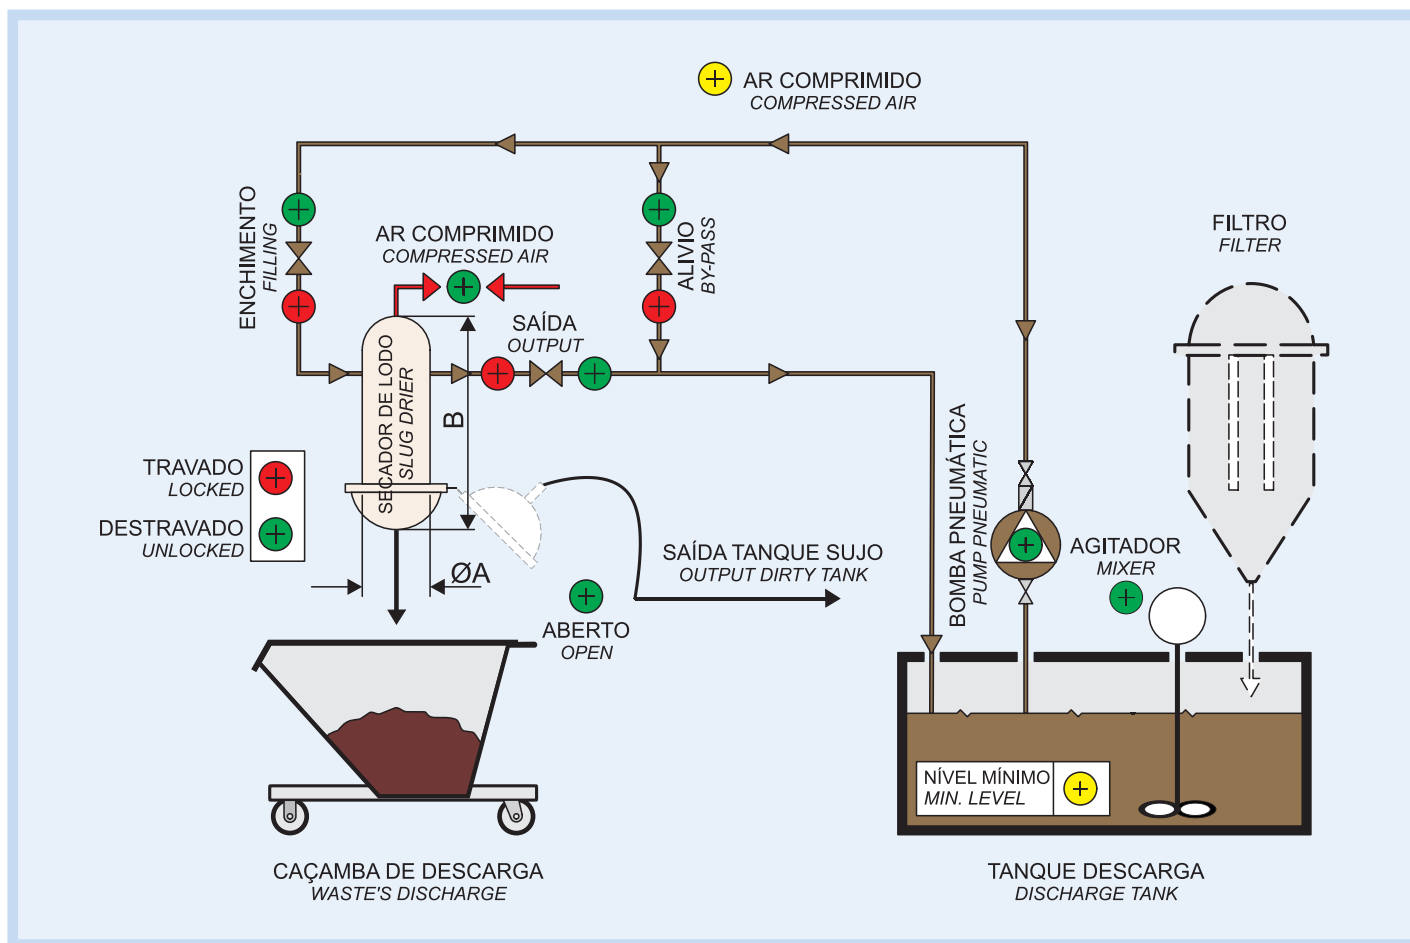 AR COMPRIMIDO
COMPRESSED AIR
ENCHIMENTO
FILLING
AR COMPRIMIDO
COMPRESSED AIR
ALIVIO
BY-PASS
FILTRO
FILTER
SAÍDA
OUTPUT
SECADOR DE LODO
SLUG DRIER
B
TRAVADO
LOCKED
DESTRAVADO
UNLOCKED
ØA
SAÍDA TANQUE SUJO
OUTPUT DIRTY TANK
BOMBA PNEUMÁTICA
PUMP PNEUMATIC
AGITADOR
MIXER
ABERTO
OPEN
NÍVEL MÍNIMO
MIN. LEVEL
CAÇAMBA DE DESCARGA
WASTE'S DISCHARGE
TANQUE DESCARGA
DISCHARGE TANK